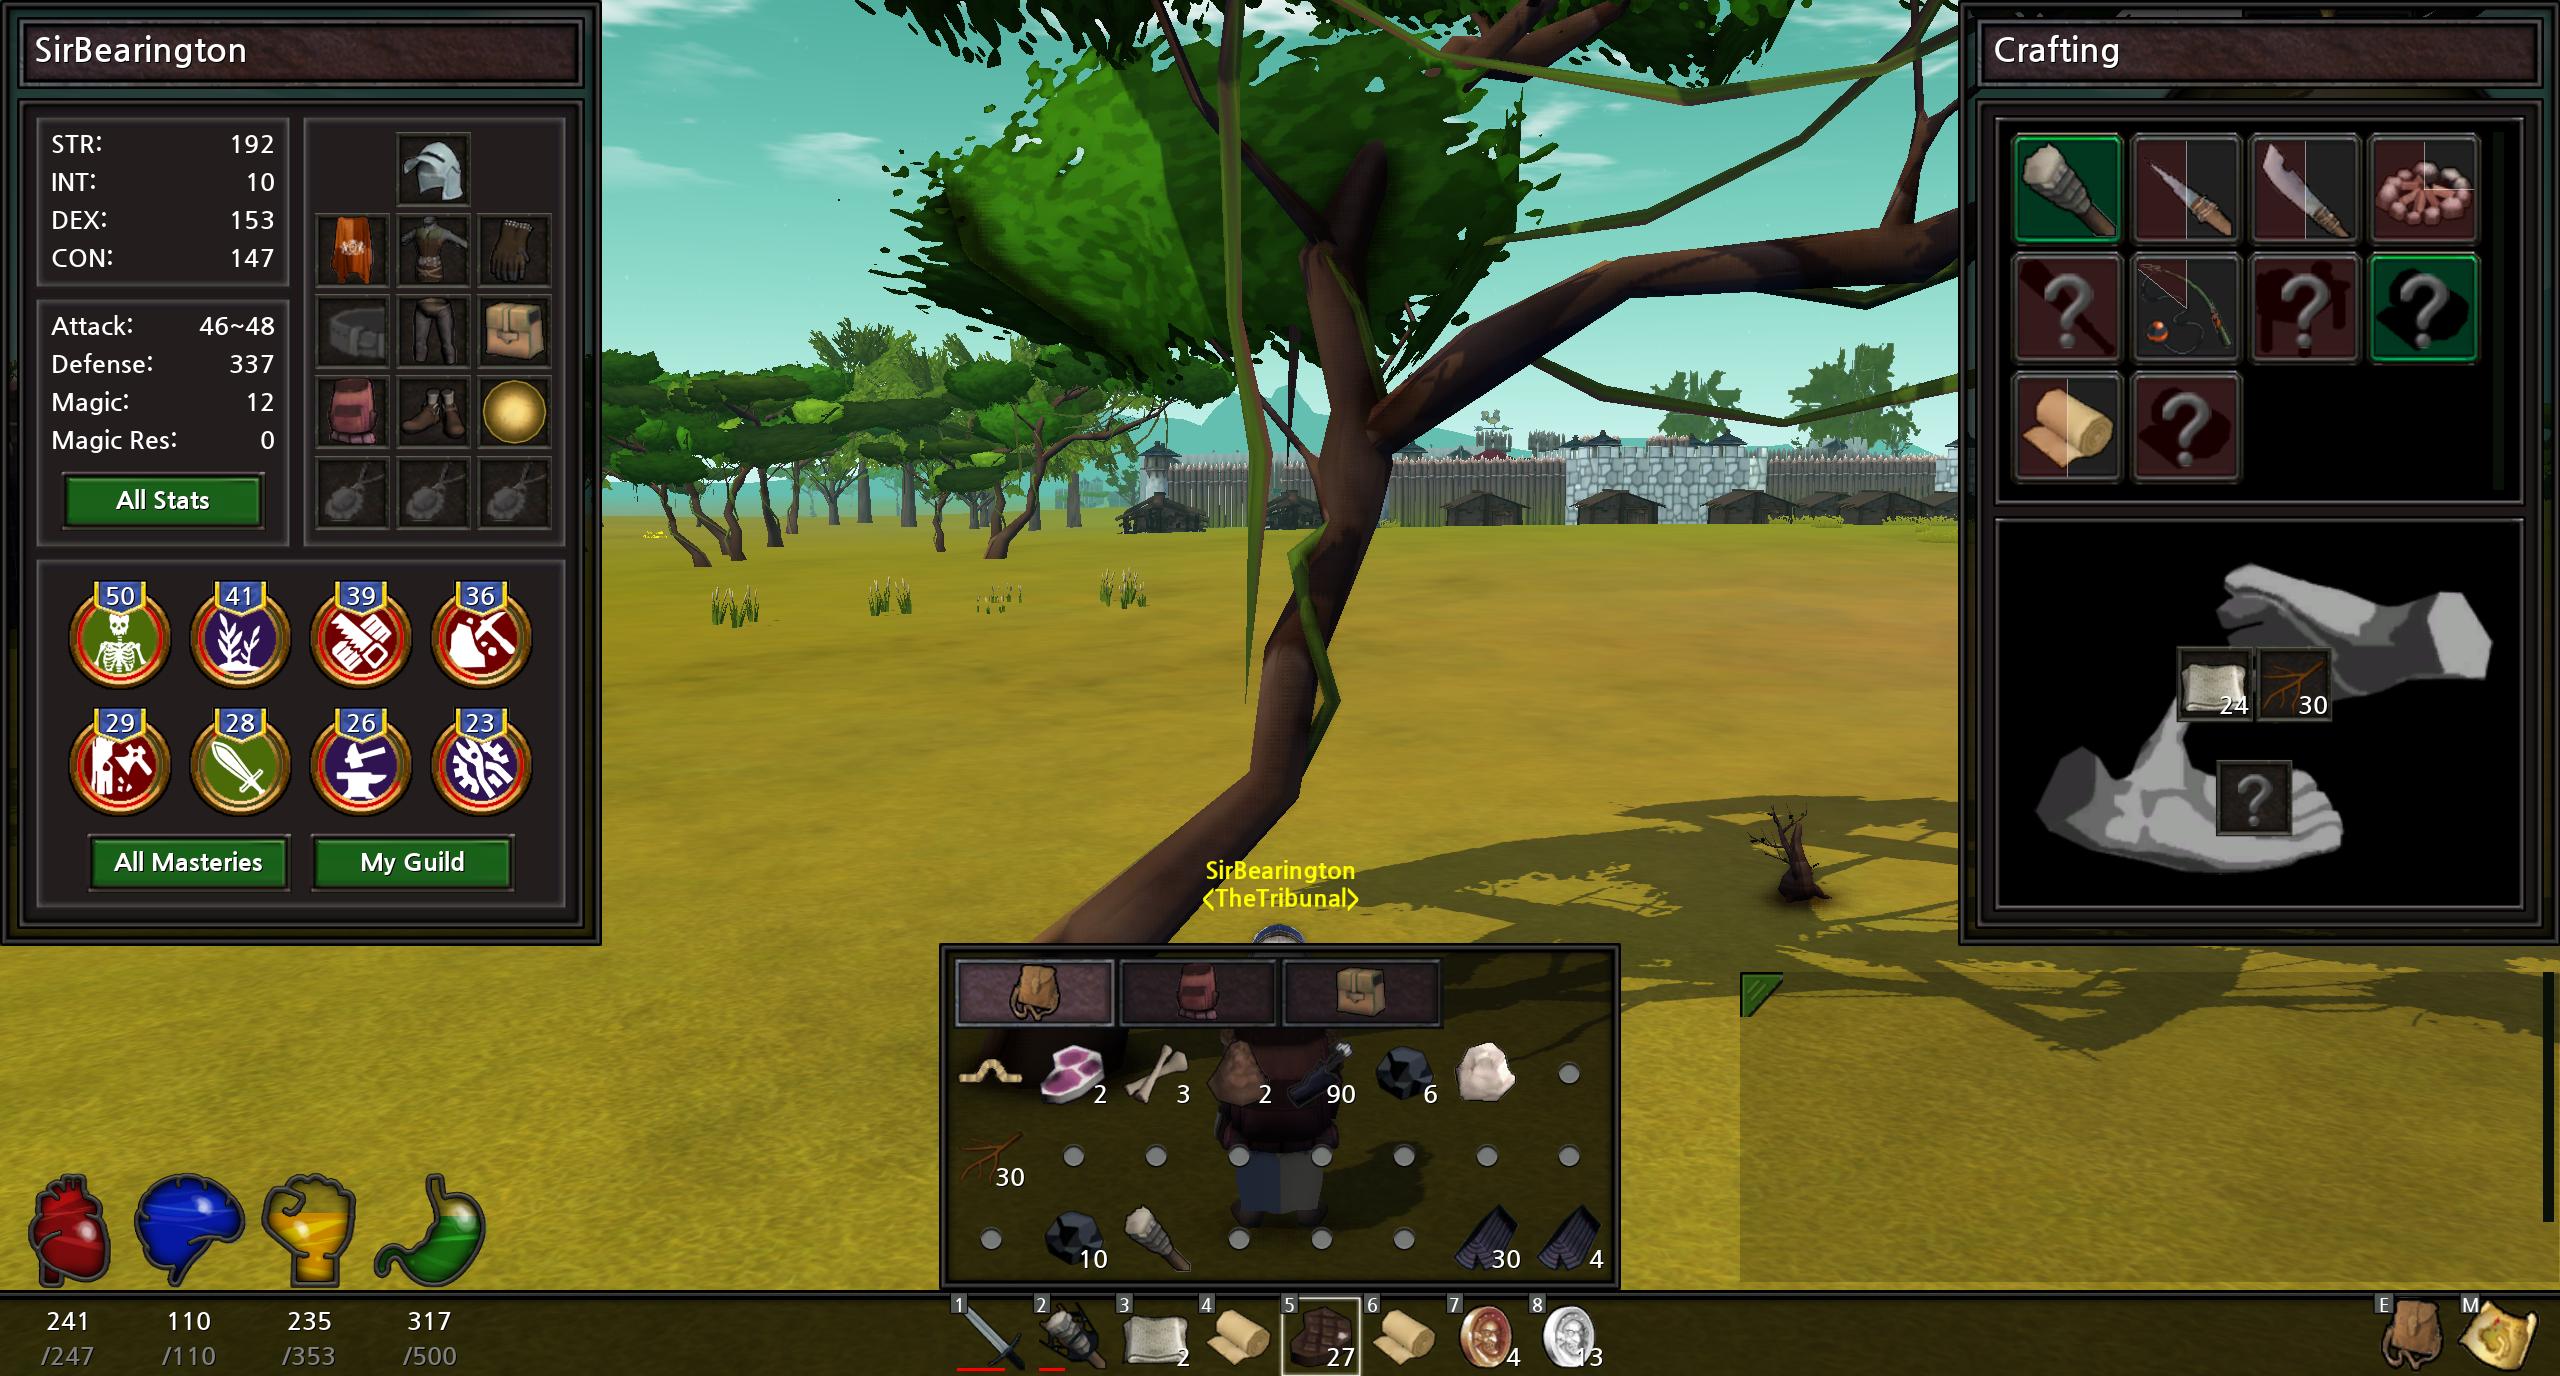 SirBearington
STR: 192
INT: 10
DEX: 153
CON: 147
Attack: 46~48
Defense: 337
Magic: 12
Magic Res: 0
All Stats
50 41 39 36
29 28 26 23
All Masteries My Guild
Crafting
24 30
?
SirBearington
<TheTribunal>
2 3 2 90 6
30
10 30 4
241 110 235 317
/247 /110 /353 /500
1 2 3 4 5 6 7 8
2 27 4 13
E M